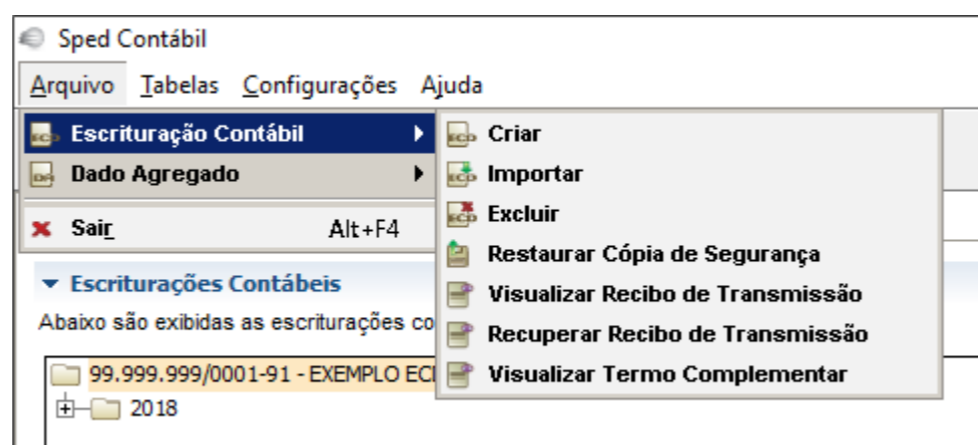 Sped Contábil
Arquivo Tabelas Configurações Ajuda
Escrituração Contábil
Dado Agregado
Sair Alt+F4
Criar
Importar
Excluir
Restaurar Cópia de Segurança
Visualizar Recibo de Transmissão
Recuperar Recibo de Transmissão
Visualizar Termo Complementar
Escriturações Contábeis
Abaixo são exibidas as escriturações co
99.999.999/0001-91 - EXEMPLO
2018